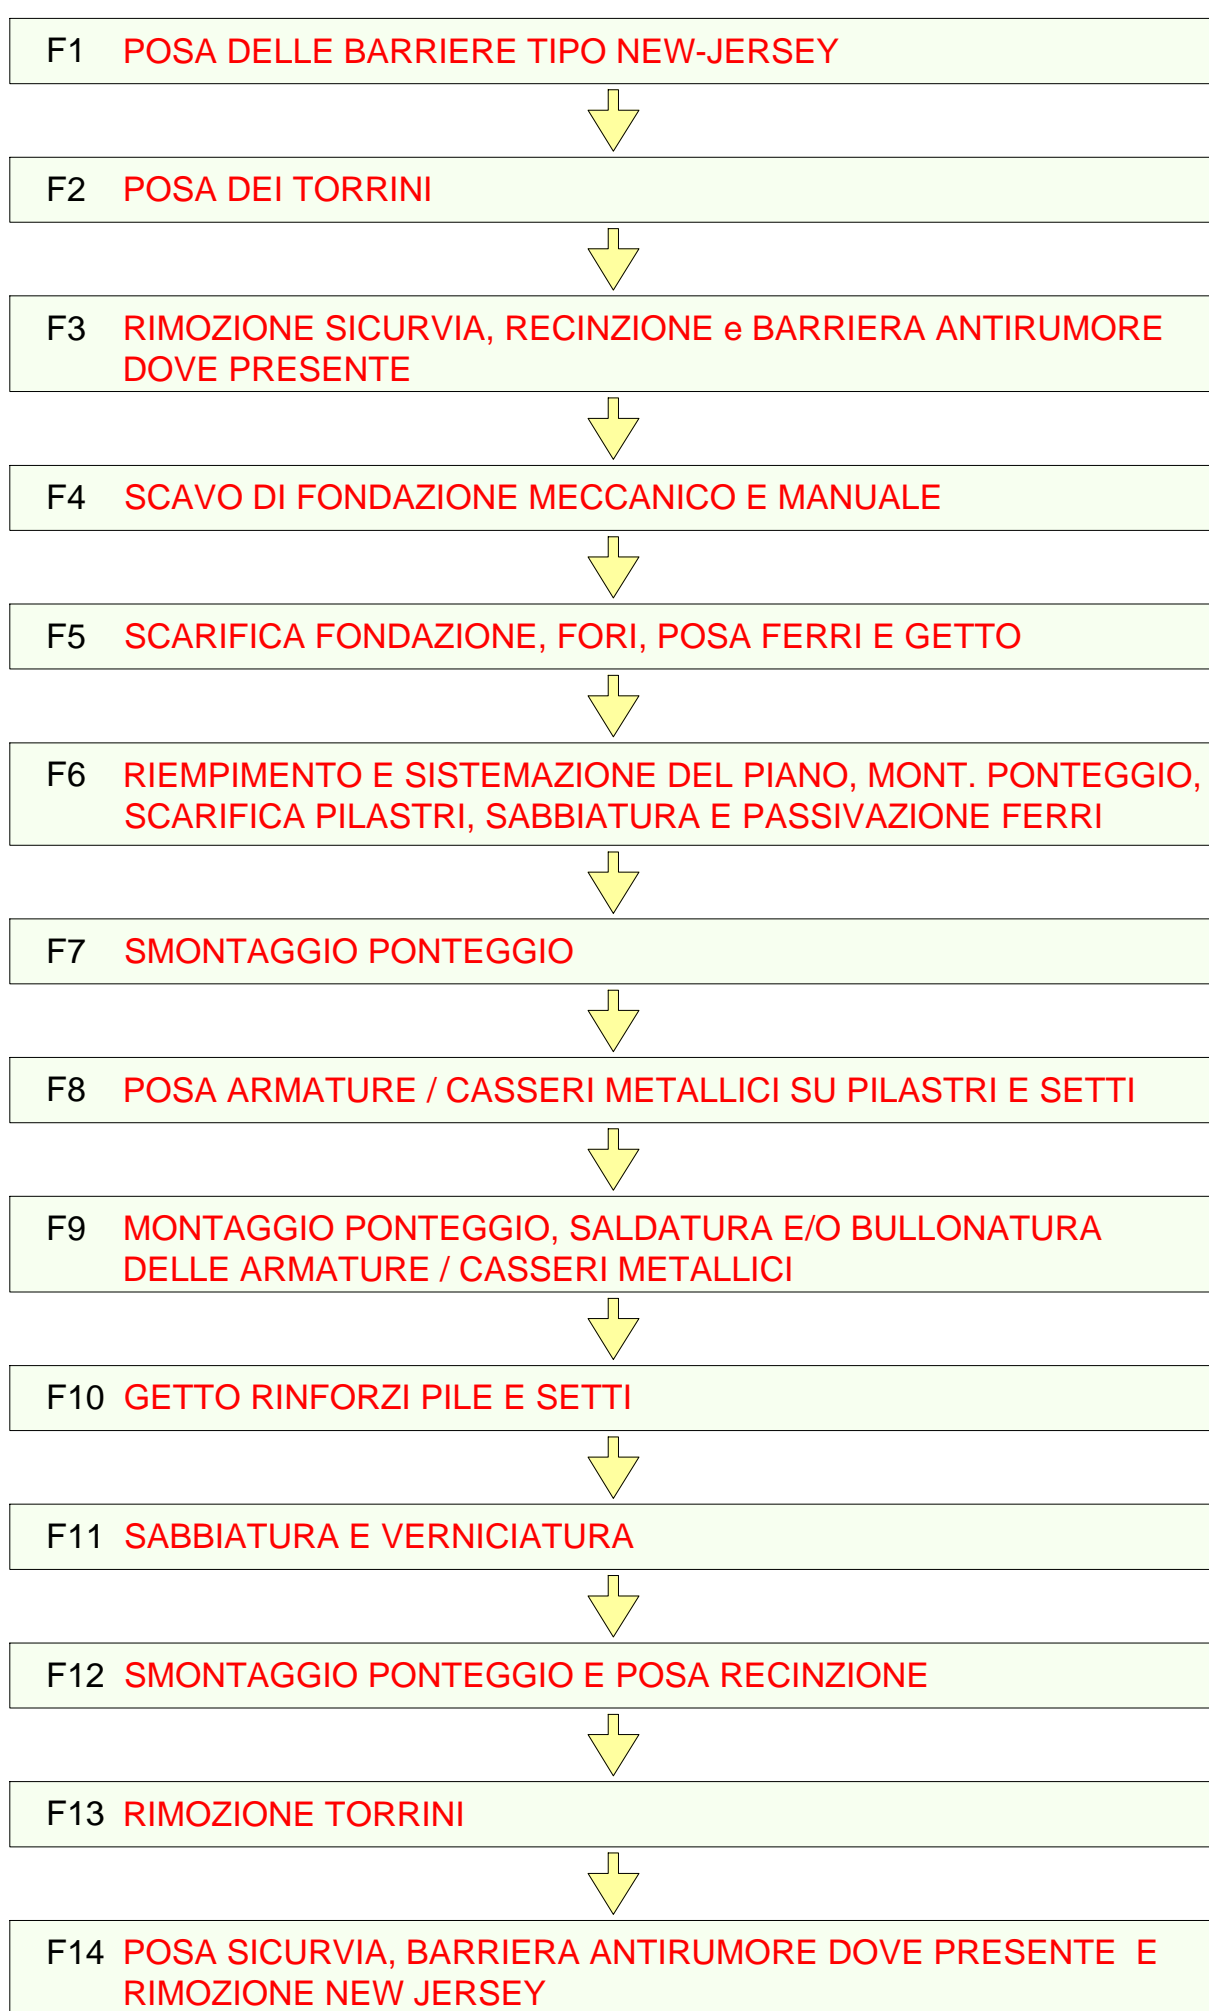 F1 POSA DELLE BARRIERE TIPO NEW-JERSEY
F2 POSA DEI TORRINI
F3 RIMOZIONE SICURVIA, RECINZIONE e BARRIERA ANTIRUMORE
DOVE PRESENTE
F4 SCAVO DI FONDAZIONE MECCANICO E MANUALE
F5 SCARIFICA FONDAZIONE, FORI, POSA FERRI E GETTO
F6 RIEMPIMENTO E SISTEMAZIONE DEL PIANO, MONT. PONTEGGIO,
SCARIFICA PILASTRI, SABBIATURA E PASSIVAZIONE FERRI
F7 SMONTAGGIO PONTEGGIO
F8 POSA ARMATURE / CASSERI METALLICI SU PILASTRI E SETTI
F9 MONTAGGIO PONTEGGIO, SALDATURA E/O BULLONATURA
DELLE ARMATURE / CASSERI METALLICI
F10 GETTO RINFORZI PILE E SETTI
F11 SABBIATURA E VERNICIATURA
F12 SMONTAGGIO PONTEGGIO E POSA RECINZIONE
F13 RIMOZIONE TORRINI
F14 POSA SICURVIA, BARRIERA ANTIRUMORE DOVE PRESENTE E
RIMOZIONE NEW JERSEY